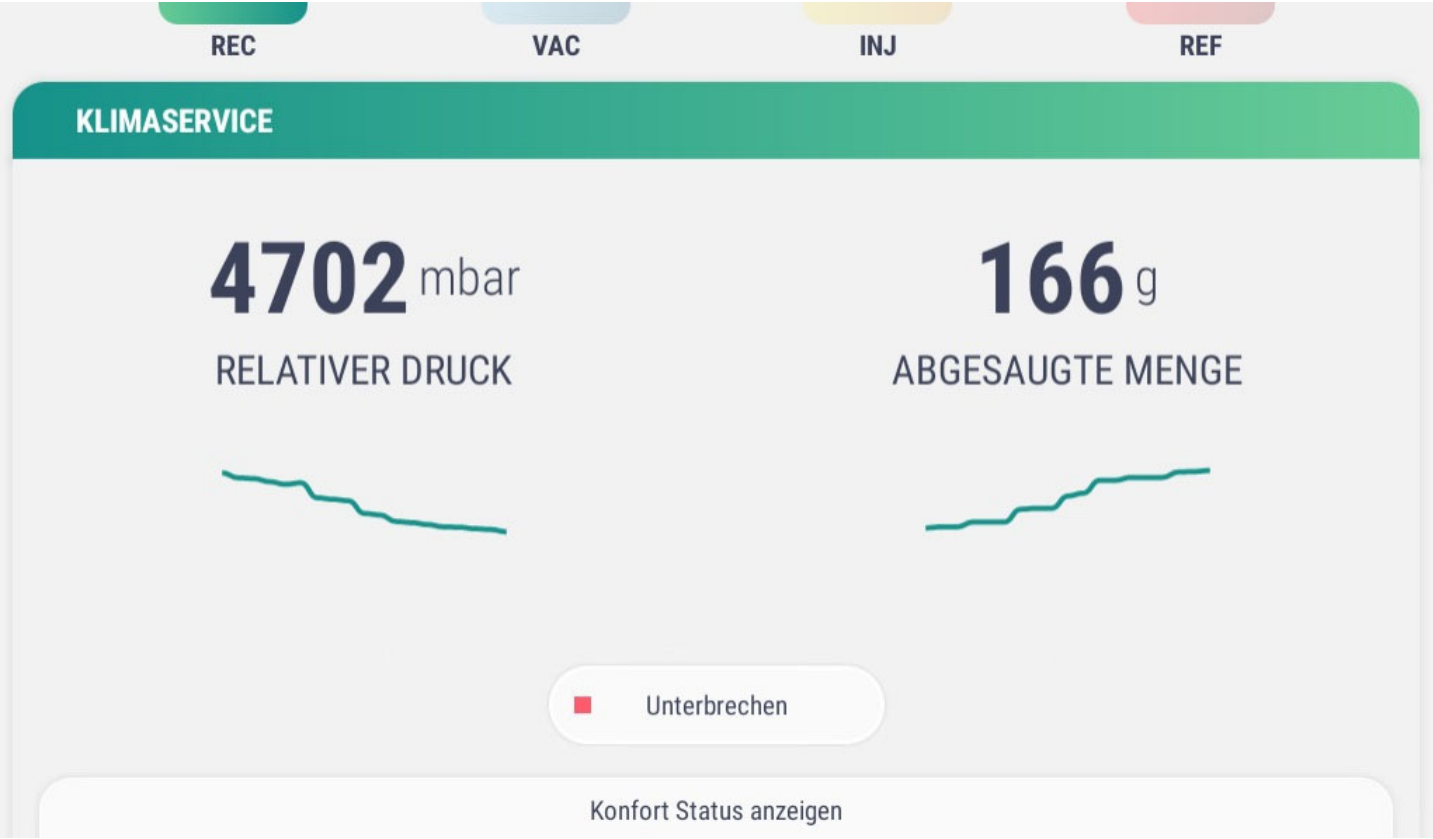 REC VAC INJ REF
KLIMASERVICE
4702 mbar 166 g
RELATIVER DRUCK ABGESAUGTE MENGE
Unterbrechen
Konfort Status anzeigen